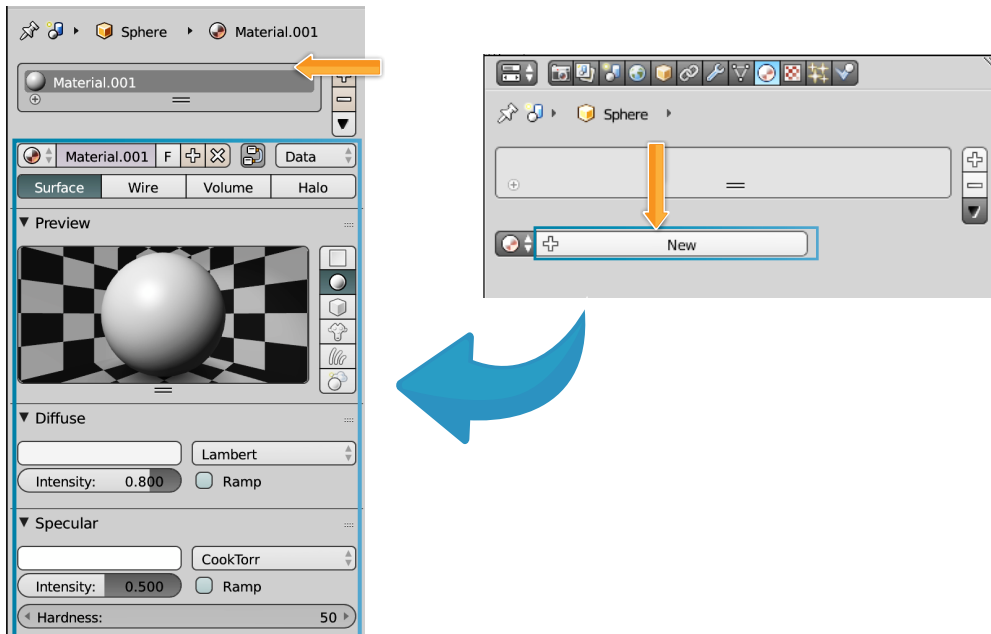 Sphere Material.001
Material.001
Material.001 F Data
Surface Wire Volume Halo
Preview
Diffuse
Lambert
Intensity: 0.800 Ramp
Specular
CookTorr
Intensity: 0.500 Ramp
Hardness: 50
Sphere
New